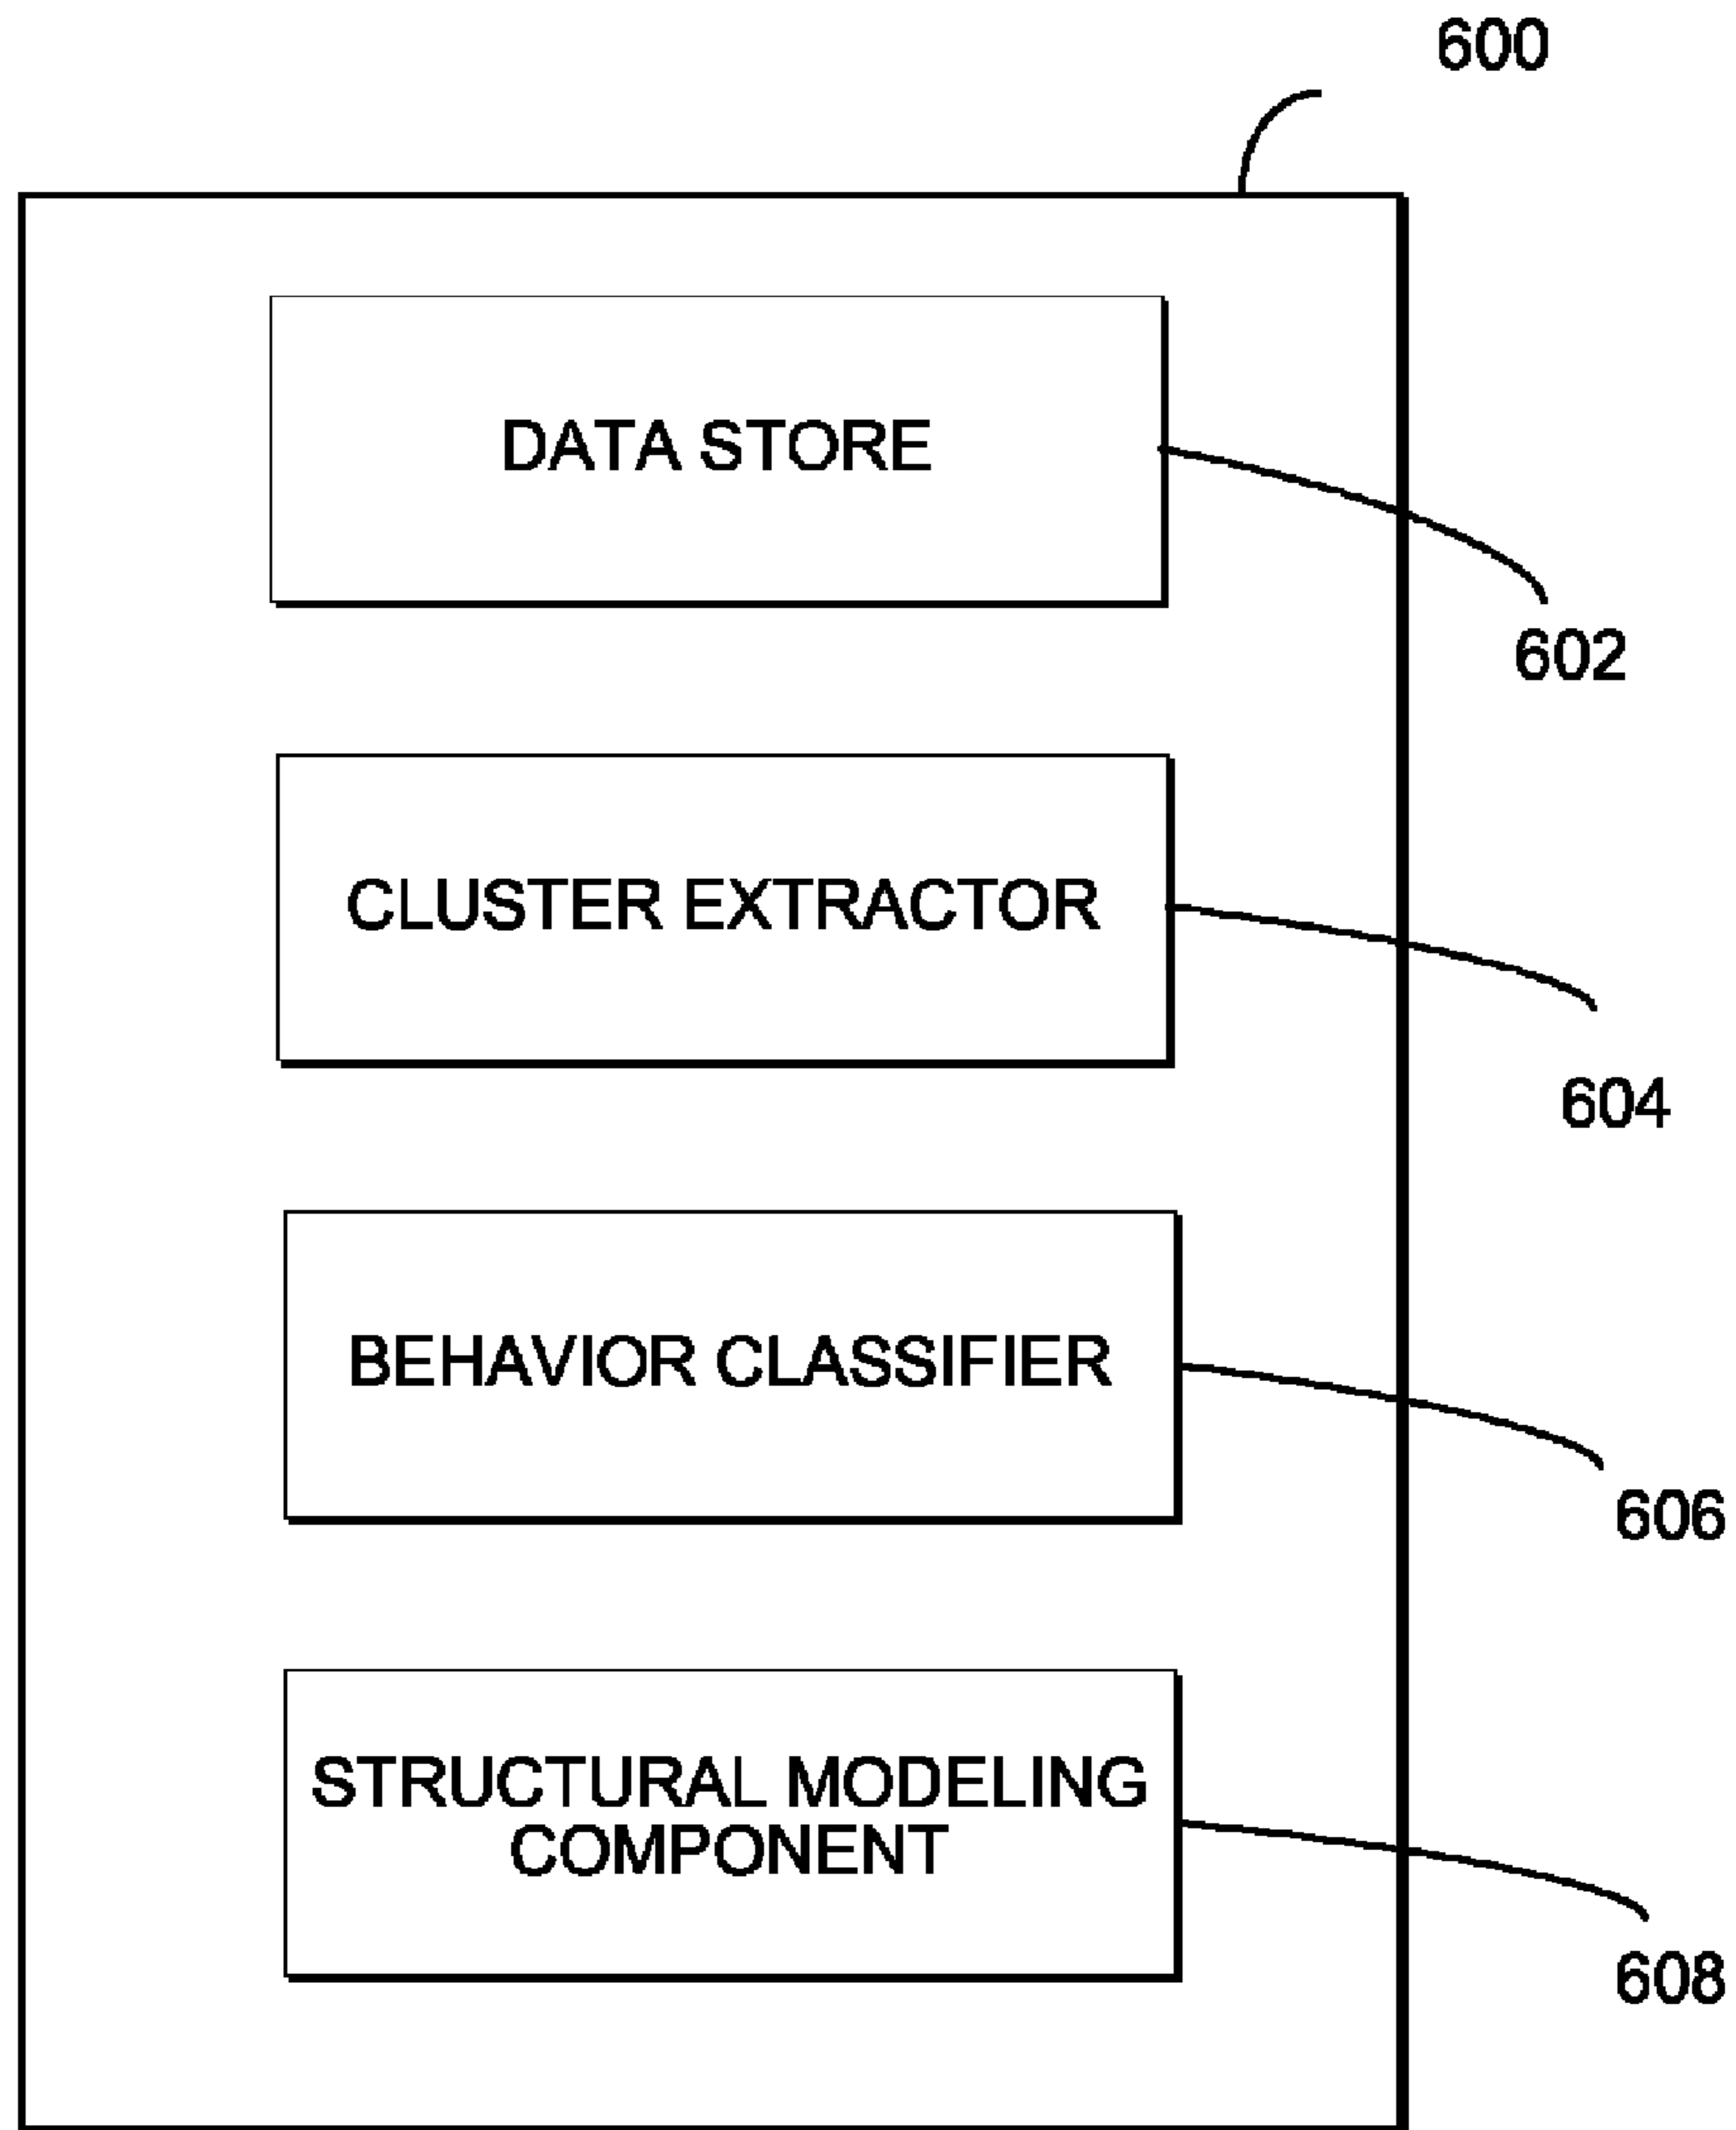 600
DATA STORE
602
CLUSTER EXTRACTOR
604
BEHAVIOR CLASSIFIER
606
STRUCTURAL MODELING
COMPONENT
608